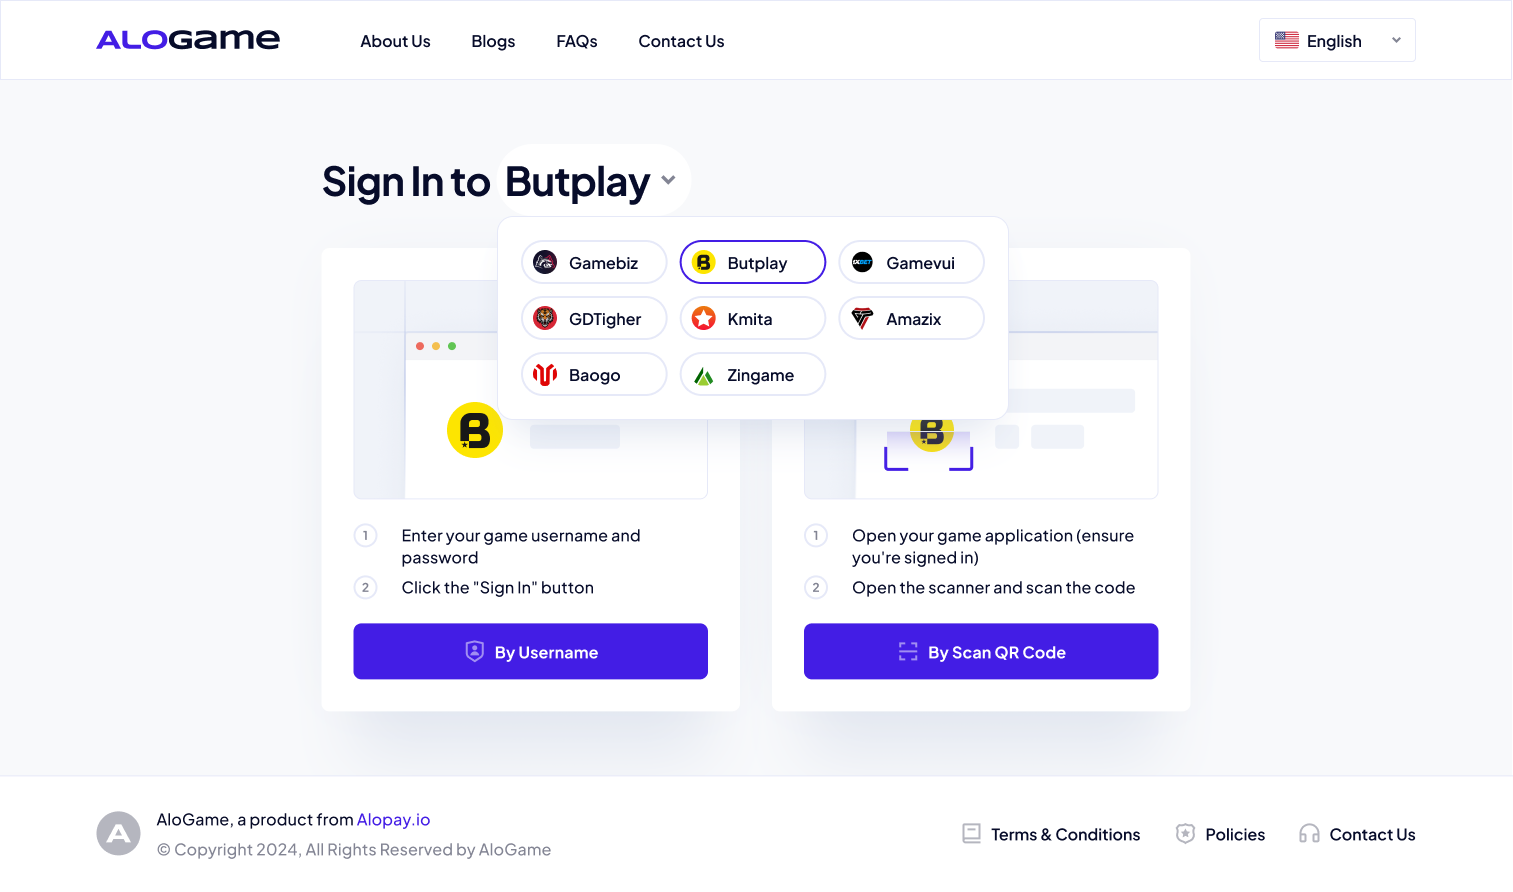 ALOGame
About Us
Blogs
FAQs
Contact Us
English
Sign In to Butplay
Gamebiz
Butplay
Gamevui
GDTigher
Kmita
Amazix
Baogo
Zingame
B
B
1 Enter your game username and
password
2 Click the "Sign In" button
By Username
1 Open your game application (ensure
you're signed in)
2 Open the scanner and scan the code
By Scan QR Code
A
AloGame, a product from Alopay.io
© Copyright 2024, All Rights Reserved by AloGame
Terms & Conditions
Policies
Contact Us